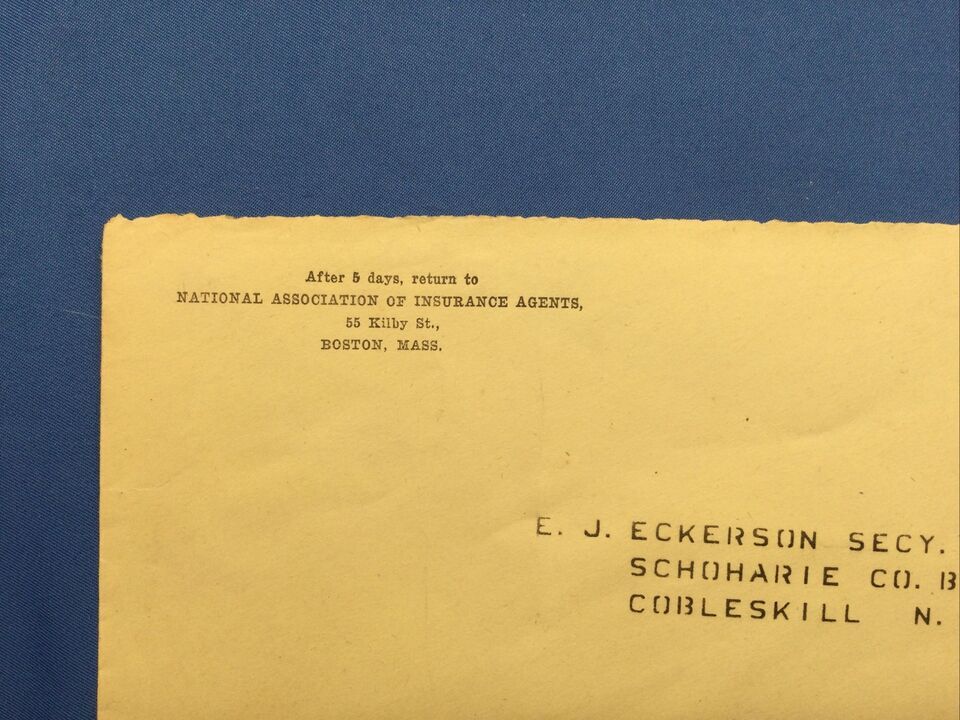 After 5 days, return to
NATIONAL ASSOCIATION OF INSURANCE AGENTS,
55 Kilby St.,
BOSTON, MASS.
E. J. ECKERSON SECY.
SCHOHARIE CO. B
COBLESKILL N.